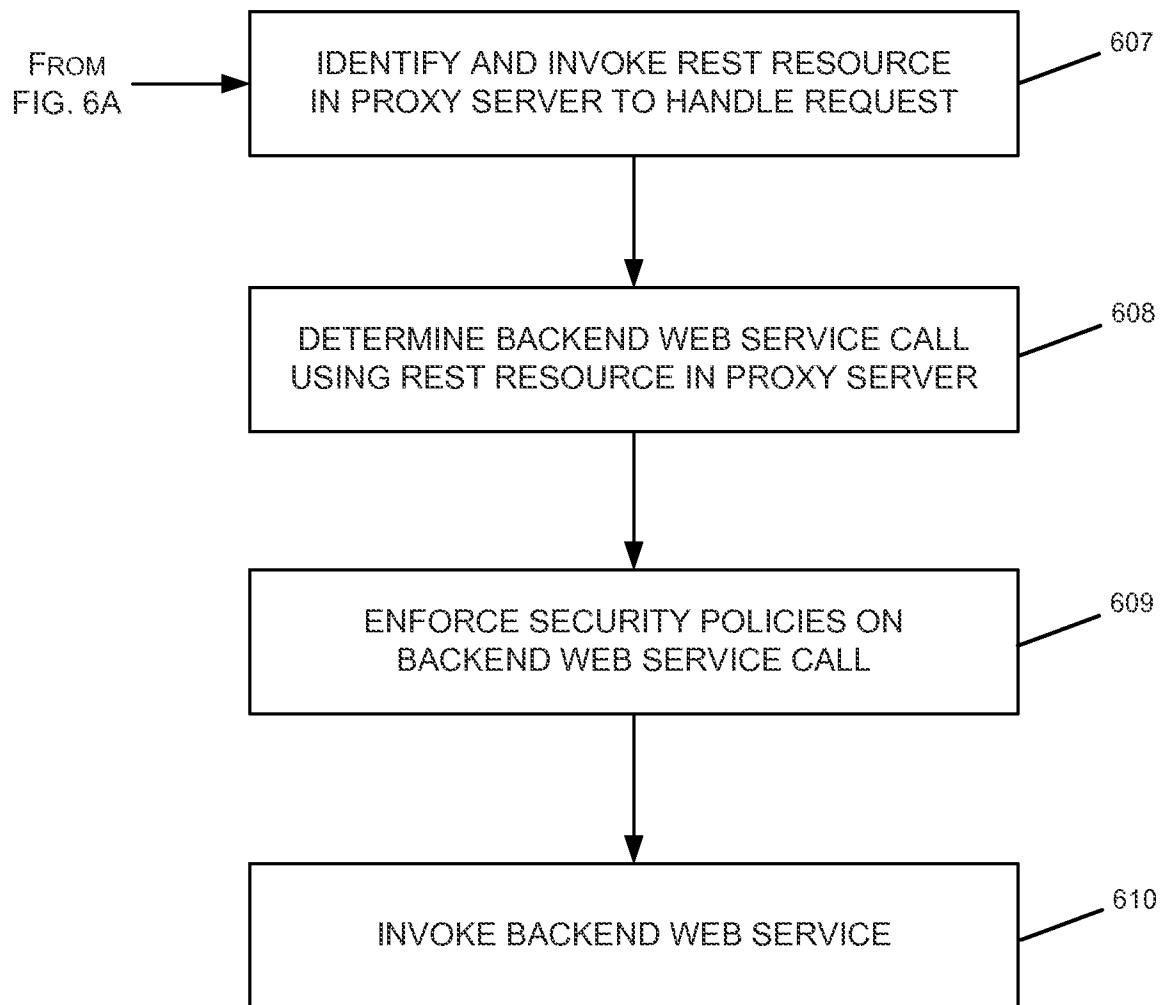 FROM
FIG. 6A
IDENTIFY AND INVOKE REST RESOURCE
IN PROXY SERVER TO HANDLE REQUEST
607
DETERMINE BACKEND WEB SERVICE CALL
USING REST RESOURCE IN PROXY SERVER
608
ENFORCE SECURITY POLICIES ON
BACKEND WEB SERVICE CALL
609
INVOKE BACKEND WEB SERVICE
610